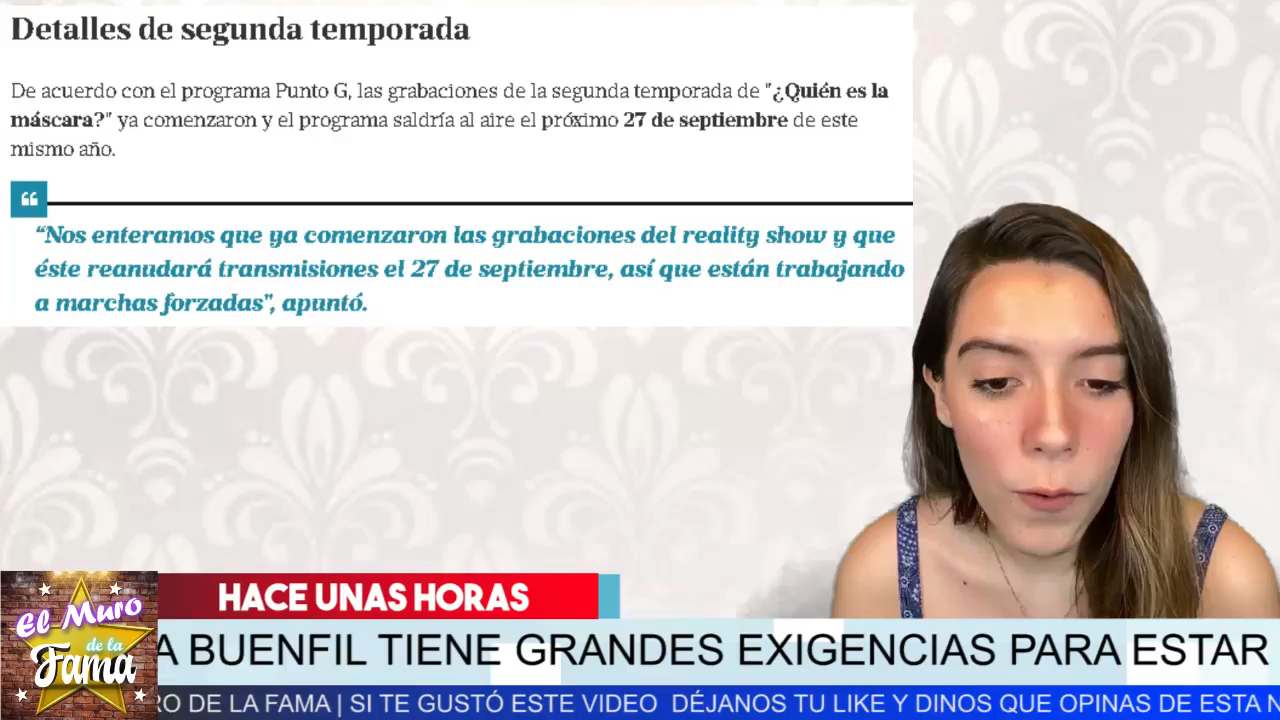 Detalles de segunda temporada
De acuerdo con el programa Punto G, las grabaciones de la segunda temporada de "¿Quién es la
máscara?" ya comenzaron y el programa saldría al aire el próximo 27 de septiembre de este
mismo año.
“Nos enteramos que ya comenzaron las grabaciones del reality show y que
éste reanudará transmisiones el 27 de septiembre, así que están trabajando
a marchas forzadas”, apuntó.
HACE UNAS HORAS
El Muro
de la
Fama
A BUENFIL TIENE GRANDES EXIGENCIAS PARA ESTAR
RO DE LA FAMA | SI TE GUSTÓ ESTE VIDEO DÉJANOS TU LIKE Y DINOS QUE OPINAS DE ESTA N